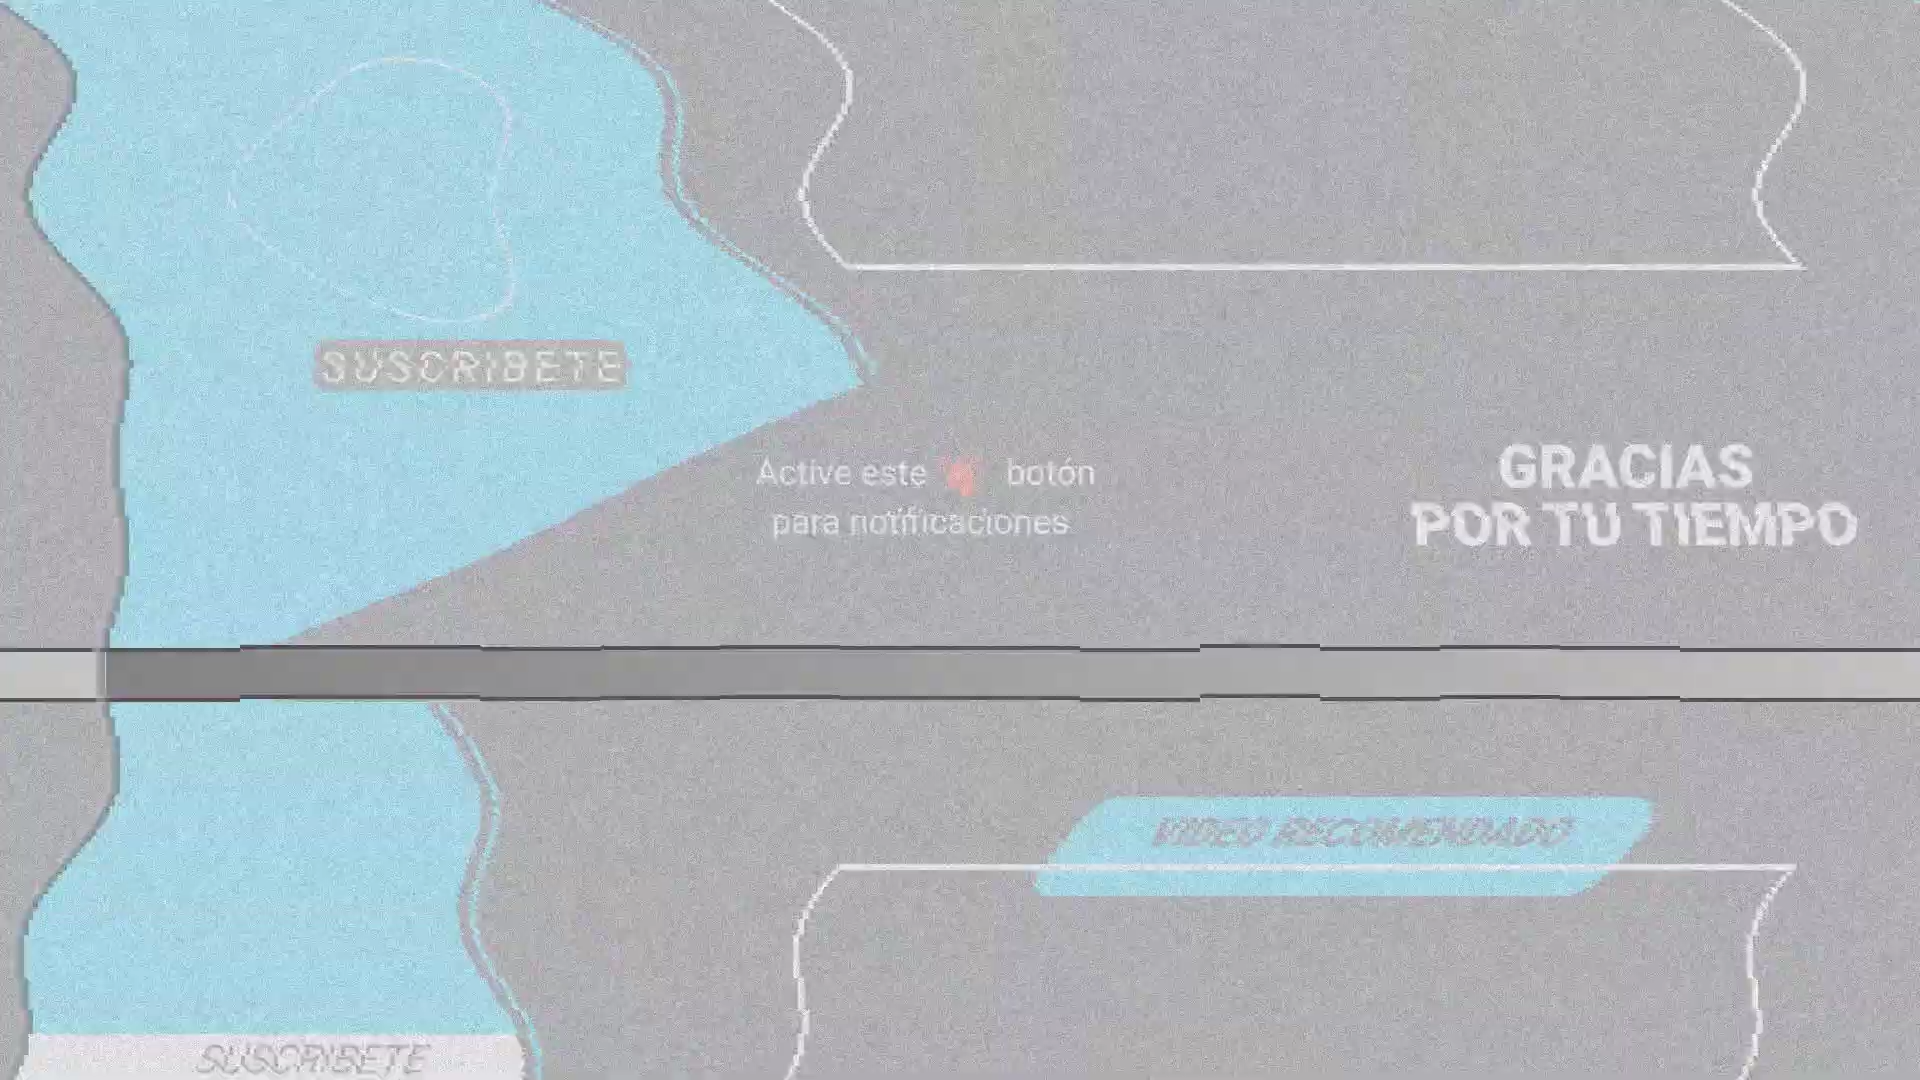 SUSCRIBETE
Active este botón
para notificaciones
GRACIAS
POR TU TIEMPO
VIDEO RECOMENDADO
SUSCRIBETE